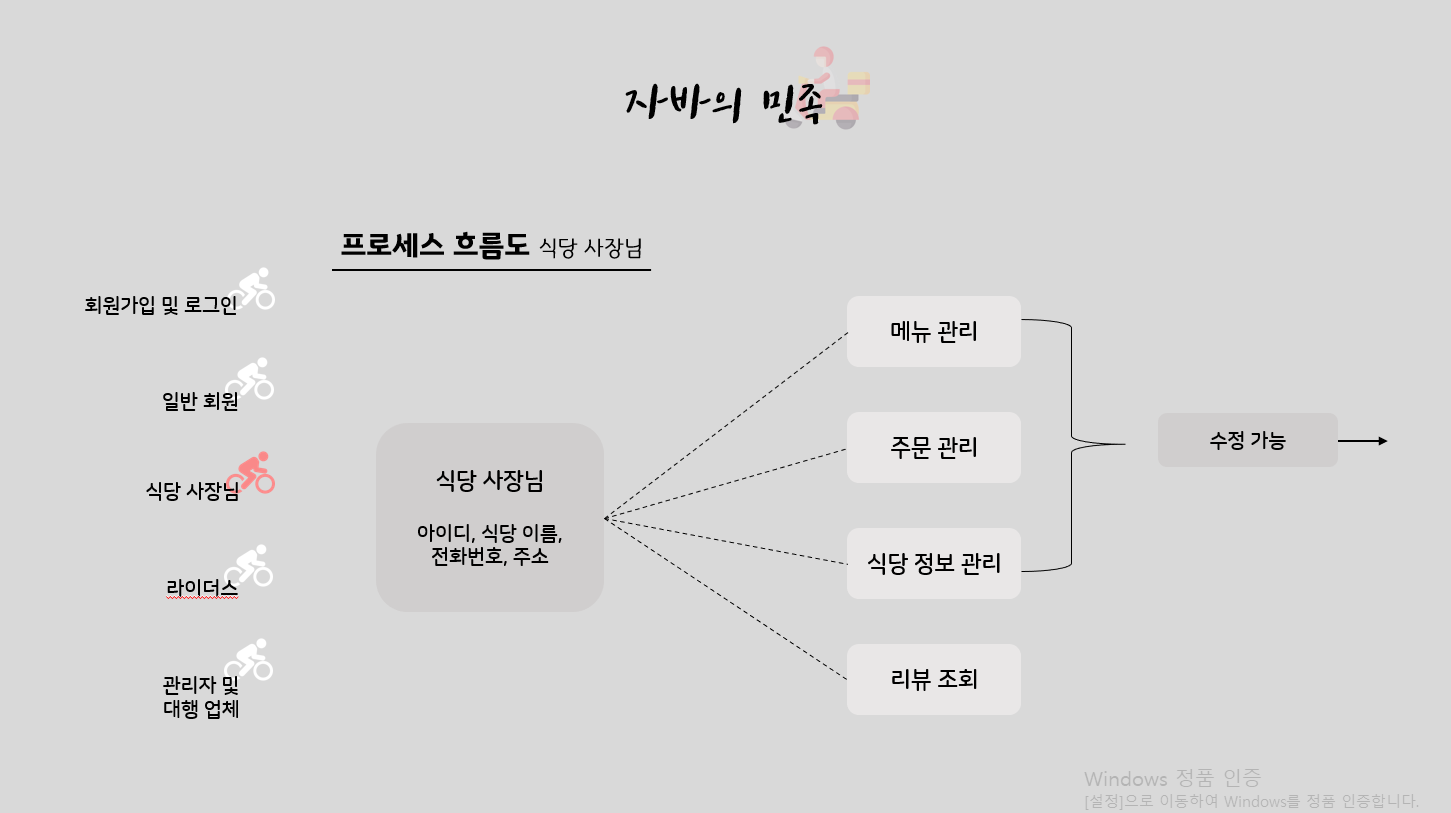 자바의 민족
프로세스 흐름도 식당 사장님
회원가입 및 로그인
일반 회원
식당 사장님
라이더스
관리자 및
대행 업체
식당 사장님
아이디, 식당 이름,
전화번호, 주소
메뉴 관리
주문 관리
식당 정보 관리
리뷰 조회
수정 가능
Windows 정품 인증
[설정]으로 이동하여 Windows를 정품 인증합니다.